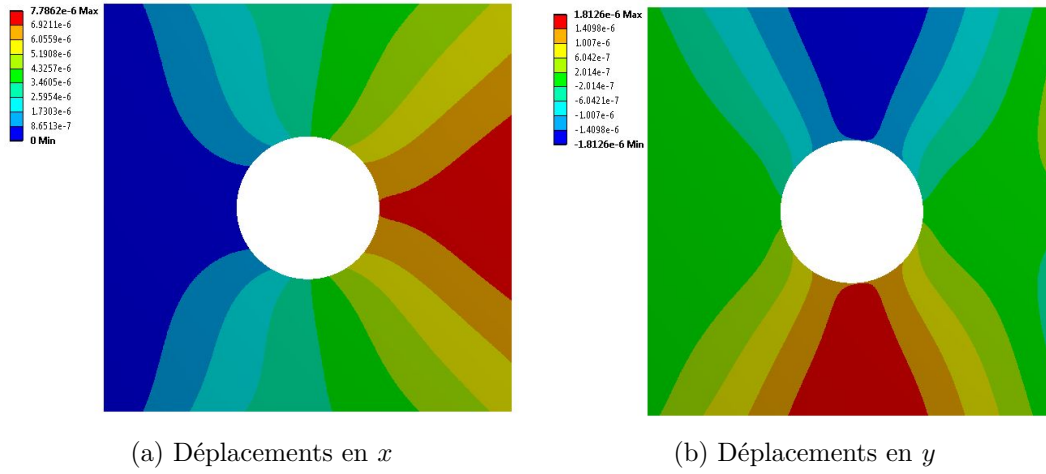 7.7862e-6 Max
6.9211e-6
6.0559e-6
5.1908e-6
4.3257e-6
3.4605e-6
2.5954e-6
1.7303e-6
8.6513e-7
0 Min
1.8126e-6 Max
1.4098e-6
1.007e-6
6.042e-7
2.014e-7
-2.014e-7
-6.0421e-7
-1.007e-6
-1.4098e-6
-1.8126e-6 Min
(a) Déplacements en x
(b) Déplacements en y